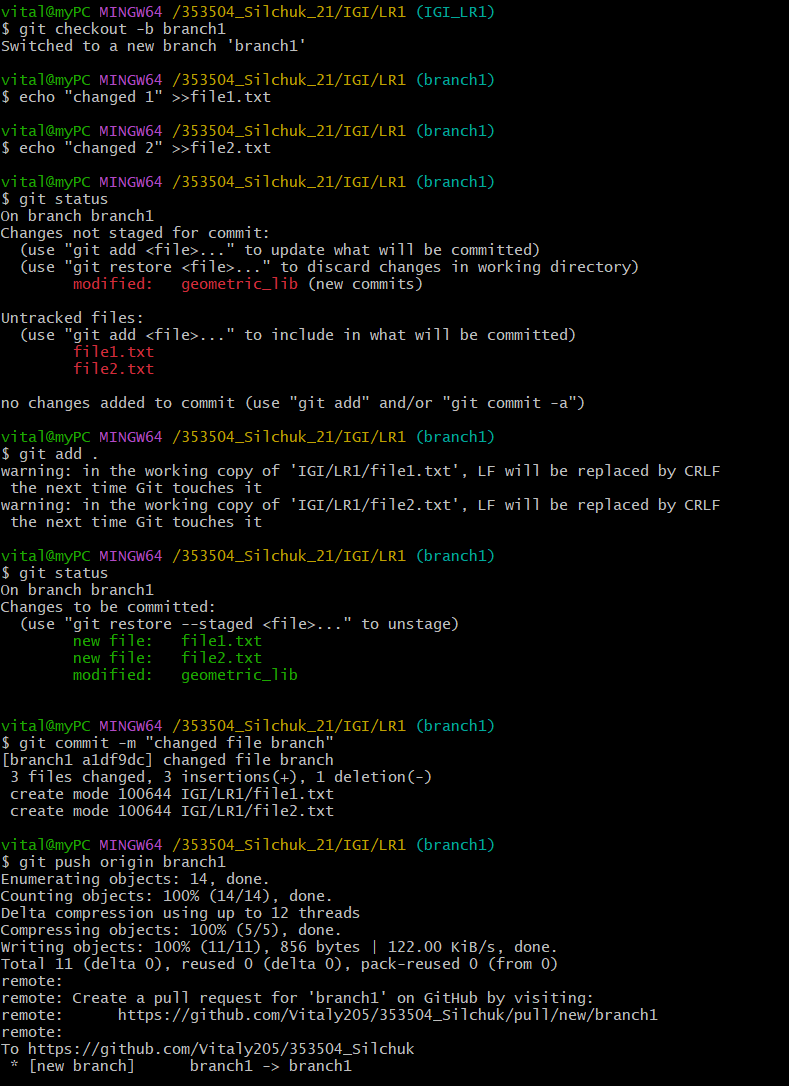 vital@myPC MINGW64 /353504_Silchuk_21/IGI/LR1 (IGI_LR1)
$ git checkout -b branch1
Switched to a new branch 'branch1'

vital@myPC MINGW64 /353504_Silchuk_21/IGI/LR1 (branch1)
$ echo "changed 1" >>file1.txt

vital@myPC MINGW64 /353504_Silchuk_21/IGI/LR1 (branch1)
$ echo "changed 2" >>file2.txt

vital@myPC MINGW64 /353504_Silchuk_21/IGI/LR1 (branch1)
$ git status
On branch branch1
Changes not staged for commit:
  (use "git add <file>..." to update what will be committed)
  (use "git restore <file>..." to discard changes in working directory)
        modified:   geometric_lib (new commits)

Untracked files:
  (use "git add <file>..." to include in what will be committed)
        file1.txt
        file2.txt

no changes added to commit (use "git add" and/or "git commit -a")

vital@myPC MINGW64 /353504_Silchuk_21/IGI/LR1 (branch1)
$ git add .
warning: in the working copy of 'IGI/LR1/file1.txt', LF will be replaced by CRLF
 the next time Git touches it
warning: in the working copy of 'IGI/LR1/file2.txt', LF will be replaced by CRLF
 the next time Git touches it

vital@myPC MINGW64 /353504_Silchuk_21/IGI/LR1 (branch1)
$ git status
On branch branch1
Changes to be committed:
  (use "git restore --staged <file>..." to unstage)
        new file:   file1.txt
        new file:   file2.txt
        modified:   geometric_lib

vital@myPC MINGW64 /353504_Silchuk_21/IGI/LR1 (branch1)
$ git commit -m "changed file branch"
[branch1 a1df9dc] changed file branch
 3 files changed, 3 insertions(+), 1 deletion(-)
 create mode 100644 IGI/LR1/file1.txt
 create mode 100644 IGI/LR1/file2.txt

vital@myPC MINGW64 /353504_Silchuk_21/IGI/LR1 (branch1)
$ git push origin branch1
Enumerating objects: 14, done.
Counting objects: 100% (14/14), done.
Delta compression using up to 12 threads
Compressing objects: 100% (5/5), done.
Writing objects: 100% (11/11), 856 bytes | 122.00 KiB/s, done.
Total 11 (delta 0), reused 0 (delta 0), pack-reused 0 (from 0)
remote:
remote: Create a pull request for 'branch1' on GitHub by visiting:
remote:      https://github.com/Vitaly205/353504_Silchuk/pull/new/branch1
remote:
To https://github.com/Vitaly205/353504_Silchuk
 * [new branch]      branch1 -> branch1